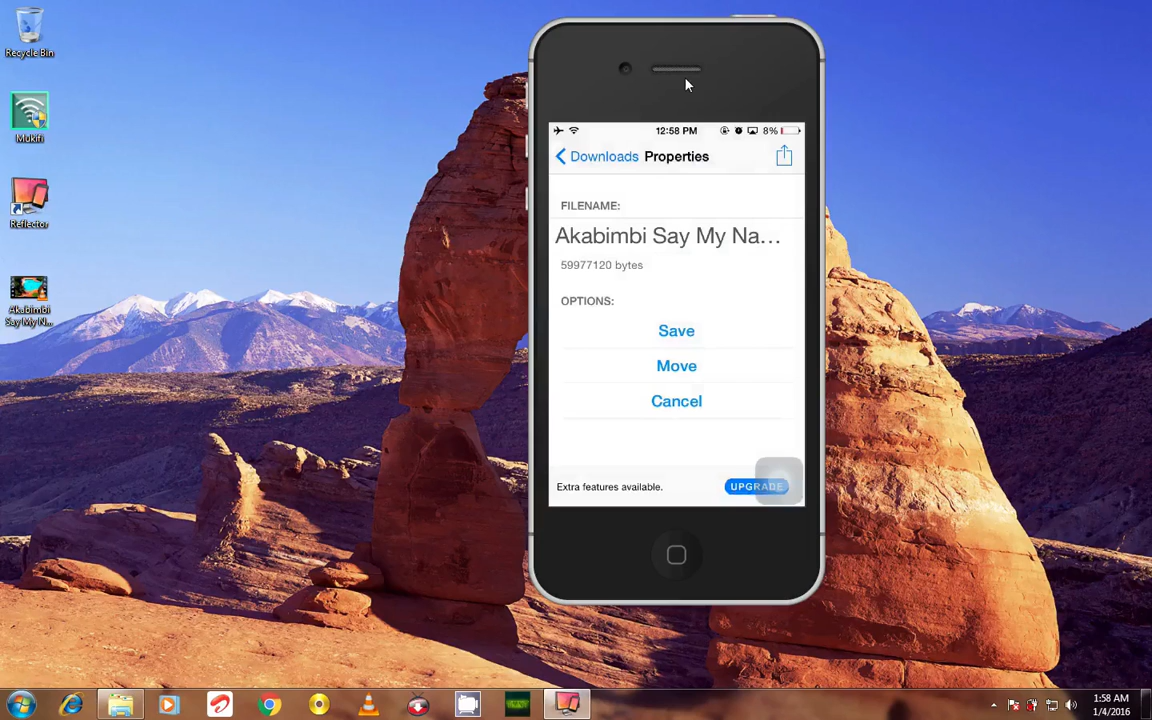 Recycle Bin
Mukifi
Reflector
Akabimbi
Say My N...
12:58 PM
8%
Downloads
Properties
FILENAME:
Akabimbi Say My Na...
59977120 bytes
OPTIONS:
Save
Move
Cancel
Extra features available.
UPGRADE
1:58 AM
1/4/2016